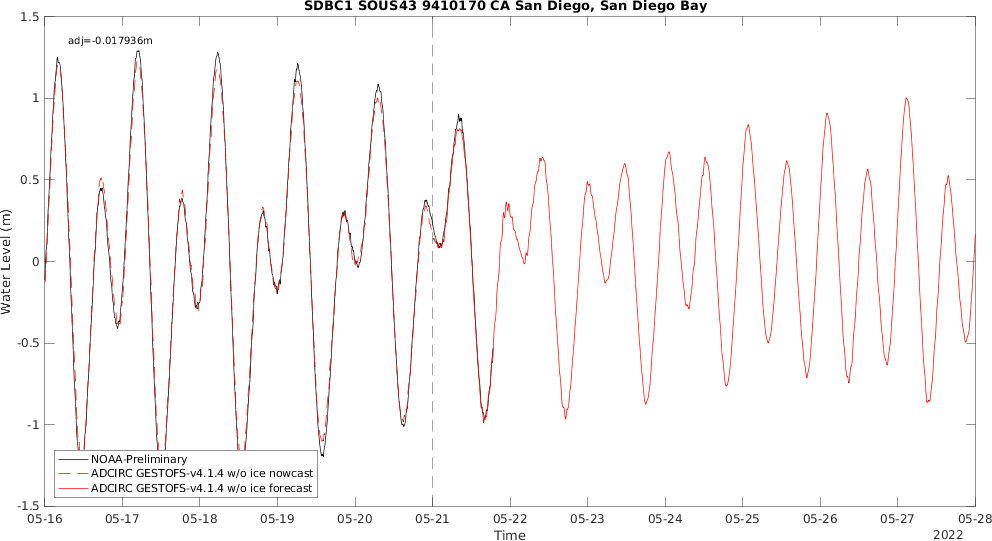 SDBC1 SOUS43 9410170 CA San Diego, San Diego Bay
adj=-0.017936m
1.5
1
0.5
0
-0.5
-1
-1.5
Water Level (m)
NOAA-Preliminary
ADCIRC GESTOFS-v4.1.4 w/o ice nowcast
ADCIRC GESTOFS-v4.1.4 w/o ice forecast
05-16 05-17 05-18 05-19 05-20 05-21 05-22 05-23 05-24 05-25 05-26 05-27 05-28
Time
2022